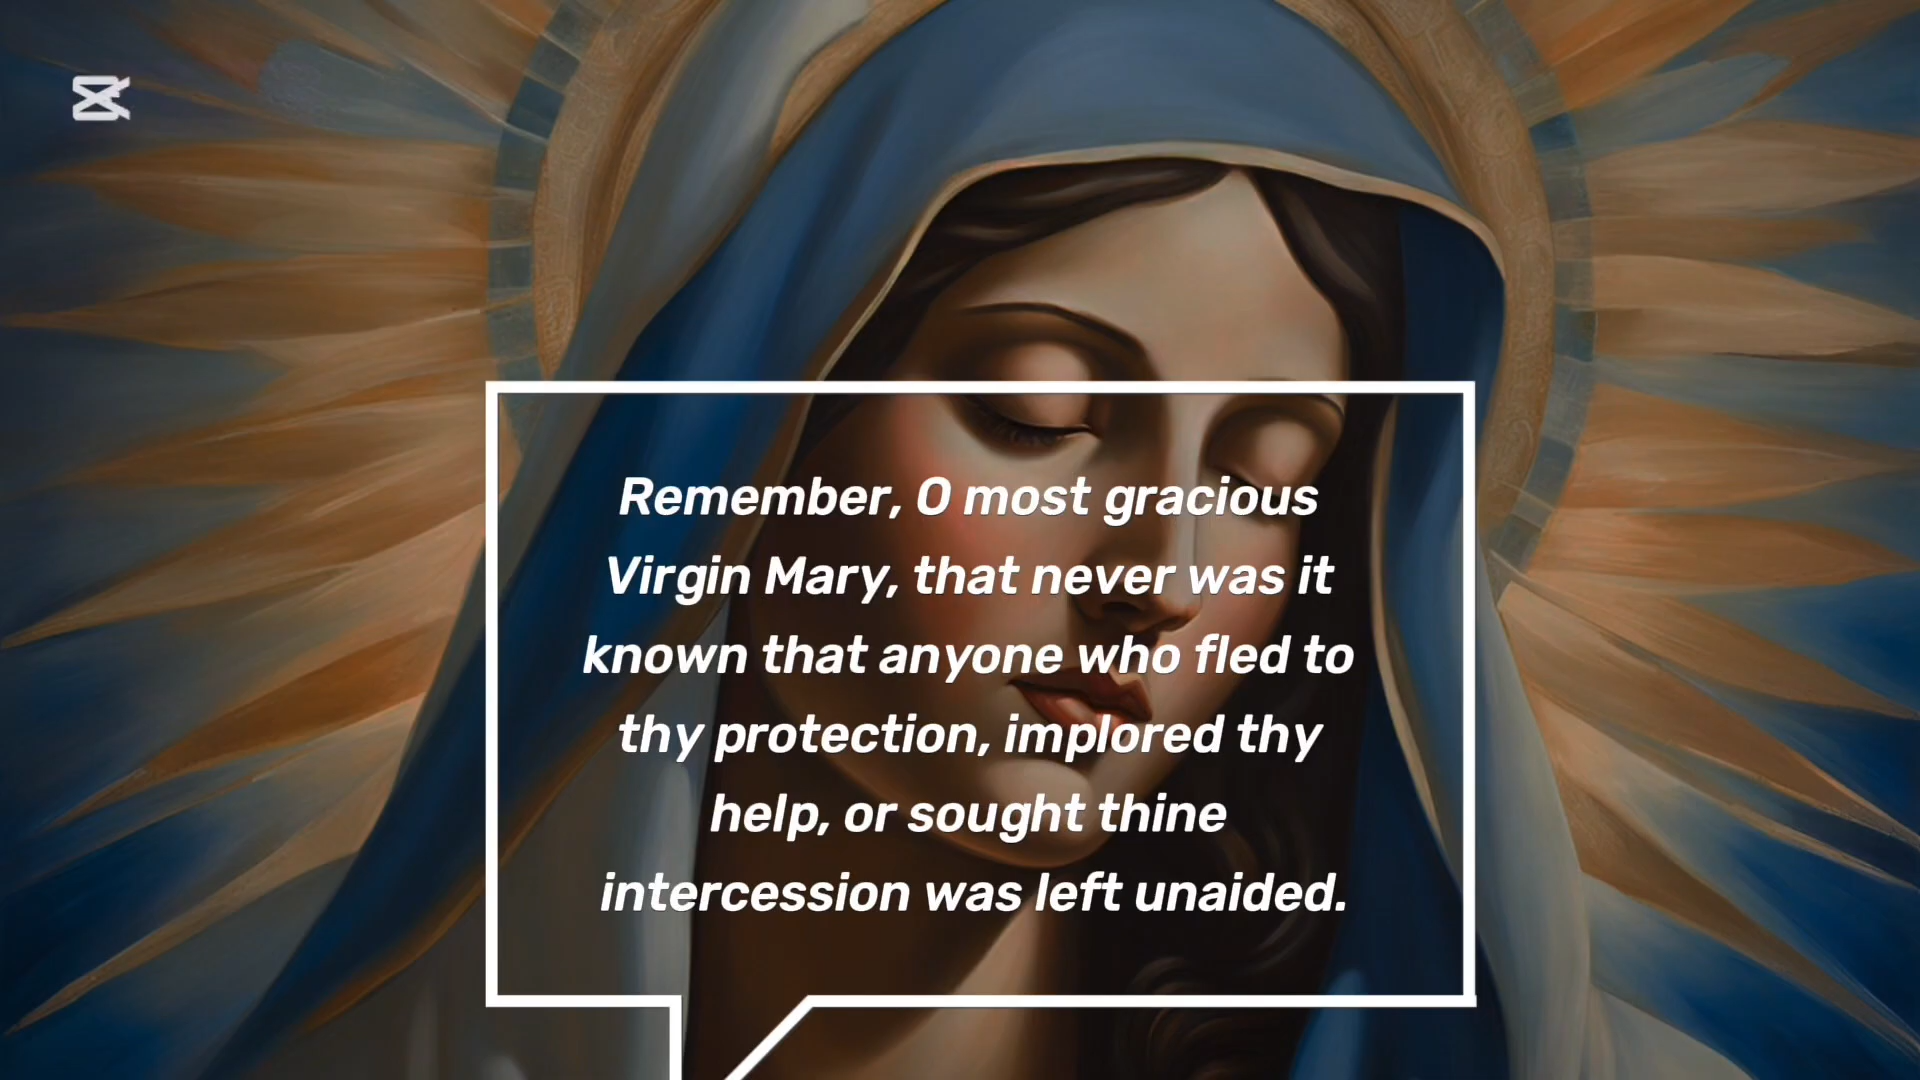 Remember, O most gracious
Virgin Mary, that never was it
known that anyone who fled to
thy protection, implored thy
help, or sought thine
intercession was left unaided.